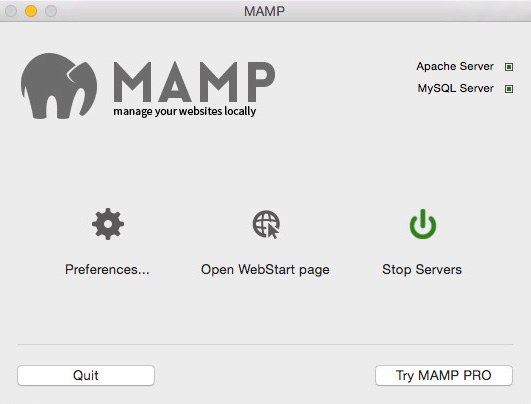 MAMP
MAMP
manage your websites locally
Apache Server
MySQL Server
Preferences...
Open WebStart page
Stop Servers
Quit
Try MAMP PRO